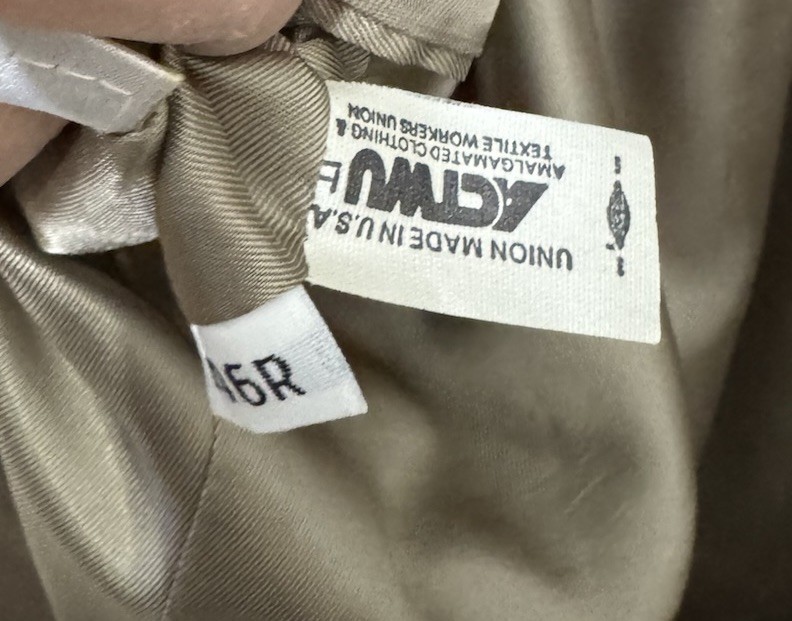 UNION MADE IN U.S.A.
ACTWU
AMALGAMATED CLOTHING &
TEXTILE WORKERS UNION
46R